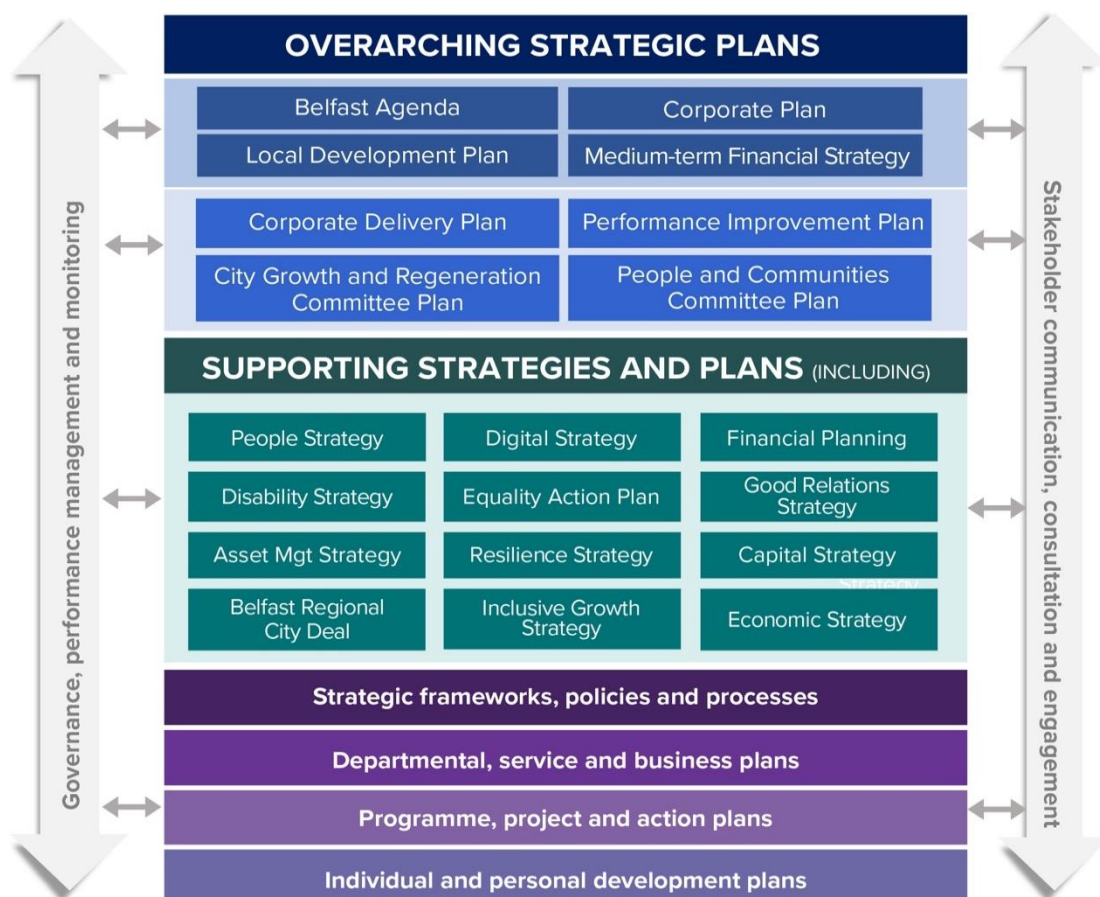 OVERARCHING STRATEGIC PLANS
Belfast Agenda
Corporate Plan
Local Development Plan
Medium-term Financial Strategy
Corporate Delivery Plan
Performance Improvement Plan
City Growth and Regeneration
Committee Plan
People and Communities
Committee Plan
SUPPORTING STRATEGIES AND PLANS (INCLUDING)
People Strategy
Digital Strategy
Financial Planning
Disability Strategy
Equality Action Plan
Good Relations
Strategy
Asset Mgt Strategy
Resilience Strategy
Capital Strategy
Strategy
Belfast Regional
City Deal
Inclusive Growth
Strategy
Economic Strategy
Strategic frameworks, policies and processes
Departmental, service and business plans
Programme, project and action plans
Individual and personal development plans
Governance, performance management and monitoring
Stakeholder communication, consultation and engagement